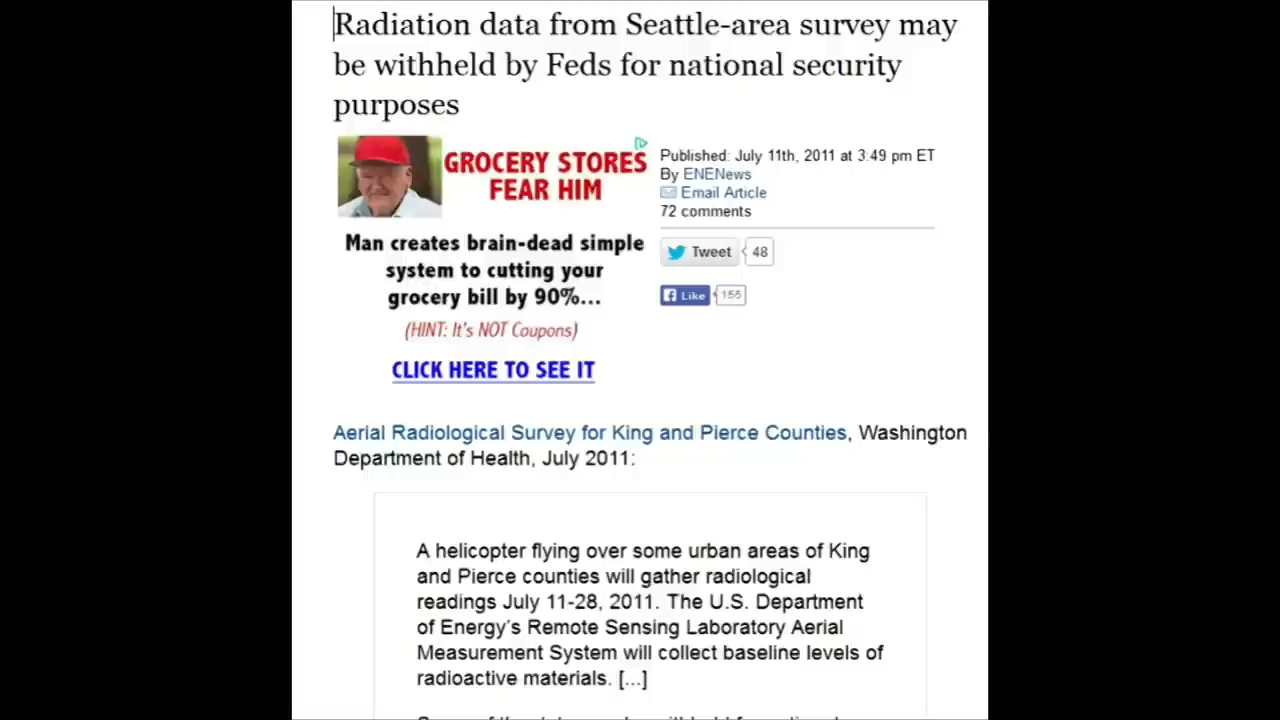 Radiation data from Seattle-area survey may
be withheld by Feds for national security
purposes
GROCERY STORES
FEAR HIM
Man creates brain-dead simple
system to cutting your
grocery bill by 90%...
(HINT: It's NOT Coupons)
CLICK HERE TO SEE IT
Published: July 11th, 2011 at 3:49 pm ET
By ENENews
Email Article
72 comments
Tweet 48
Like 155
Aerial Radiological Survey for King and Pierce Counties, Washington
Department of Health, July 2011:
A helicopter flying over some urban areas of King
and Pierce counties will gather radiological
readings July 11-28, 2011. The U.S. Department
of Energy's Remote Sensing Laboratory Aerial
Measurement System will collect baseline levels of
radioactive materials. [...]